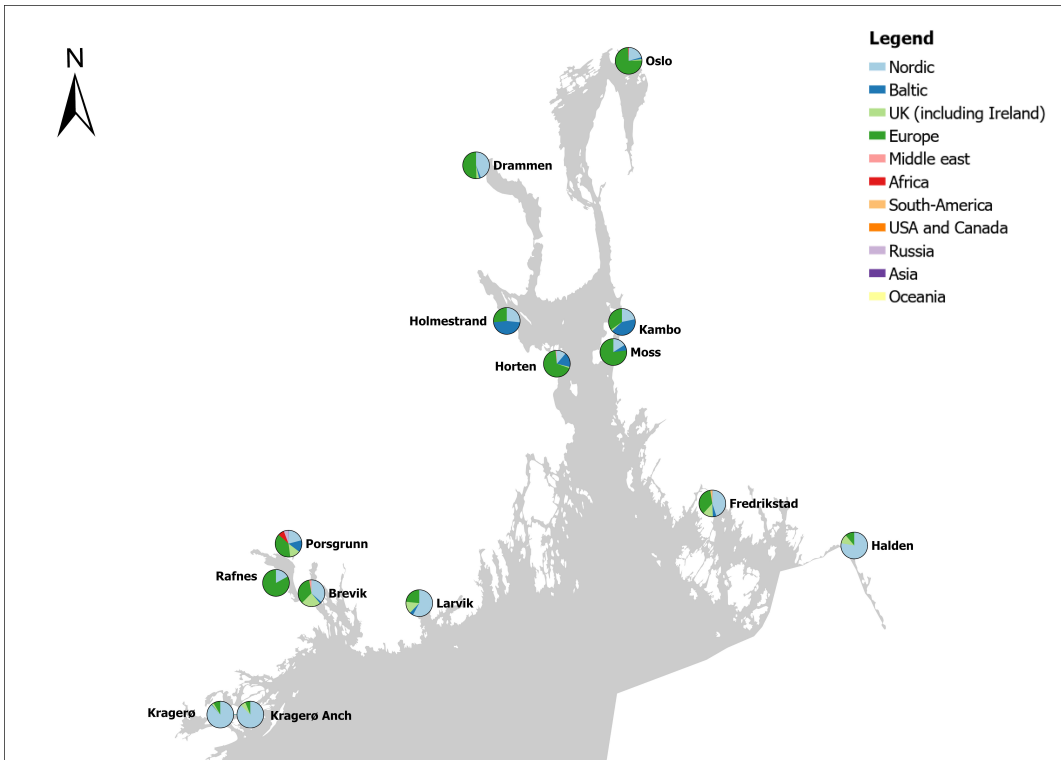 N
Oslo
Drammen
Holmestrand
Kambo
Moss
Horten
Fredrikstad
Halden
Porsgrunn
Rafnes
Brevik
Larvik
Kragerø
Kragerø Anch
Legend
Nordic
Baltic
UK (including Ireland)
Europe
Middle east
Africa
South-America
USA and Canada
Russia
Asia
Oceania